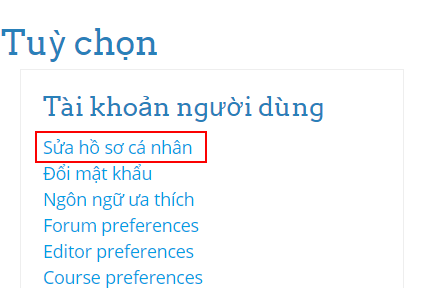 Tuỳ chọn
Tài khoản người dùng
Sửa hồ sơ cá nhân
Đổi mật khẩu
Ngôn ngữ ưa thích
Forum preferences
Editor preferences
Course preferences